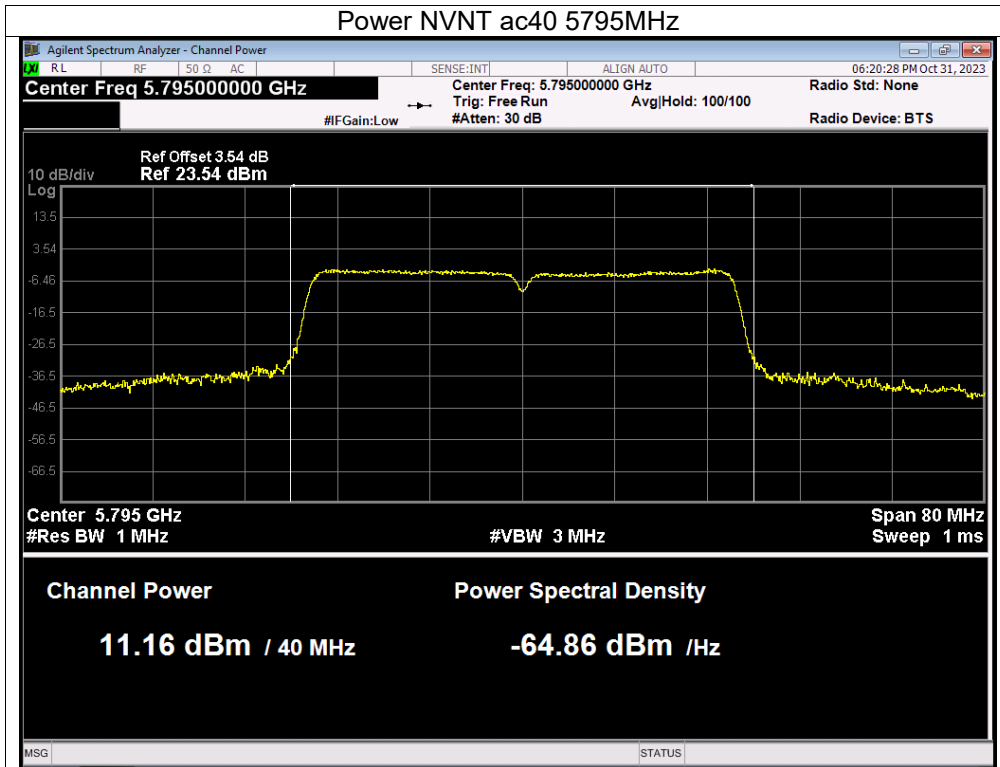 Power NVNT ac40 5795MHz
Agilent Spectrum Analyzer - Channel Power
LXI RL RF 50 Ω AC SENSE:INT ALIGN AUTO 06:20:28 PM Oct 31, 2023
Center Freq 5.795000000 GHz Center Freq: 5.795000000 GHz Radio Std: None
Trig: Free Run Avg|Hold: 100/100
#IFGain:Low #Atten: 30 dB Radio Device: BTS
Ref Offset 3.54 dB
10 dB/div Ref 23.54 dBm
Log
13.5
3.54
-6.46
-16.5
-26.5
-36.5
-46.5
-56.5
-66.5
Center 5.795 GHz Span 80 MHz
#Res BW 1 MHz #VBW 3 MHz Sweep 1 ms
Channel Power Power Spectral Density
11.16 dBm / 40 MHz -64.86 dBm /Hz
MSG STATUS